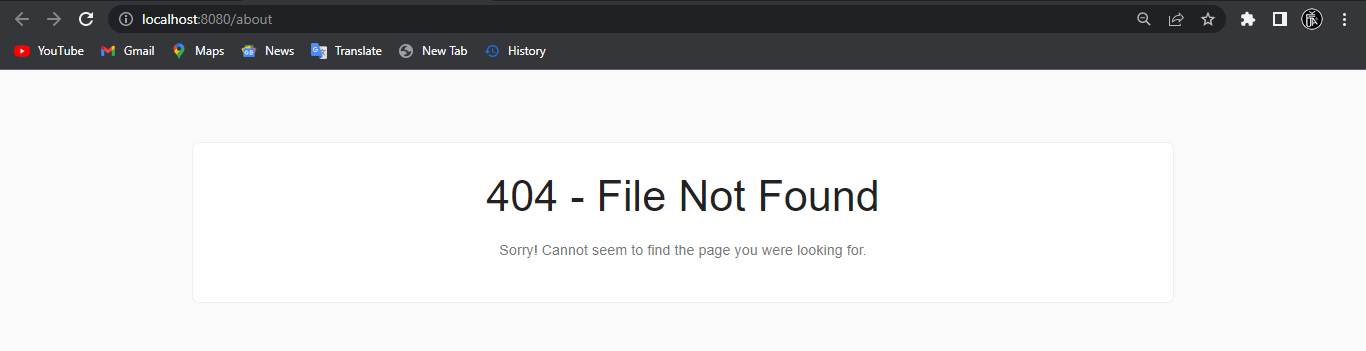 localhost:8080/about
YouTube Gmail Maps News Translate New Tab History
404 - File Not Found
Sorry! Cannot seem to find the page you were looking for.